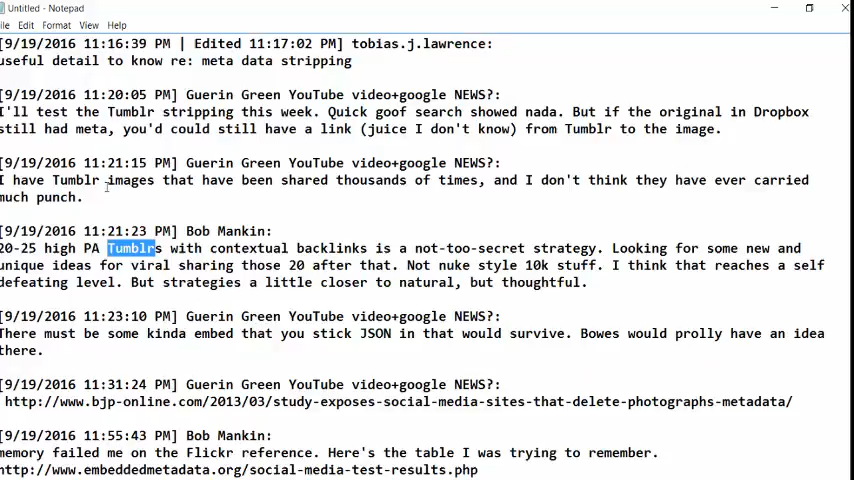 Untitled - Notepad
ile Edit Format View Help
[9/19/2016 11:16:39 PM | Edited 11:17:02 PM] tobias.j.lawrence:
useful detail to know re: meta data stripping
[9/19/2016 11:20:05 PM] Guerin Green YouTube video+google NEWS?:
I'll test the Tumblr stripping this week. Quick goof search showed nada. But if the original in Dropbox
still had meta, you'd could still have a link (juice I don't know) from Tumblr to the image.
[9/19/2016 11:21:15 PM] Guerin Green YouTube video+google NEWS?:
I have Tumblr images that have been shared thousands of times, and I don't think they have ever carried
much punch.
[9/19/2016 11:21:23 PM] Bob Mankin:
20-25 high PA Tumblrs with contextual backlinks is a not-too-secret strategy. Looking for some new and
unique ideas for viral sharing those 20 after that. Not nuke style 10k stuff. I think that reaches a self
defeating level. But strategies a little closer to natural, but thoughtful.
[9/19/2016 11:23:10 PM] Guerin Green YouTube video+google NEWS?:
There must be some kinda embed that you stick JSON in that would survive. Bowes would prolly have an idea
there.
[9/19/2016 11:31:24 PM] Guerin Green YouTube video+google NEWS?:
http://www.bjp-online.com/2013/03/study-exposes-social-media-sites-that-delete-photographs-metadata/
[9/19/2016 11:55:43 PM] Bob Mankin:
memory failed me on the Flickr reference. Here's the table I was trying to remember.
http://www.embeddedmetadata.org/social-media-test-results.php